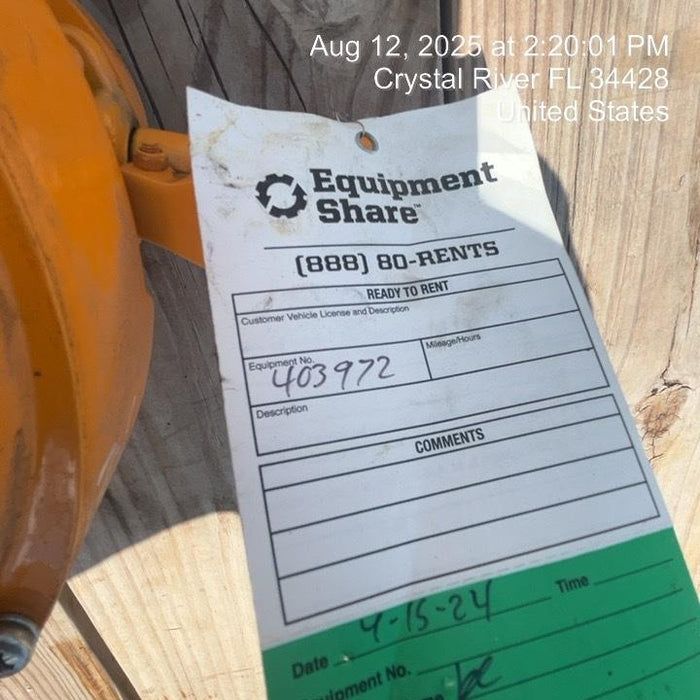 Aug 12, 2025 at 2:20:01 PM
Crystal River FL 34428
United States
Equipment
Share™
(888) 80-RENTS
READY TO RENT
Customer Vehicle License and Description
Equipment No.
Mileage/Hours
403972
Description
COMMENTS
Date 4-15-24 Time
Equipment No.